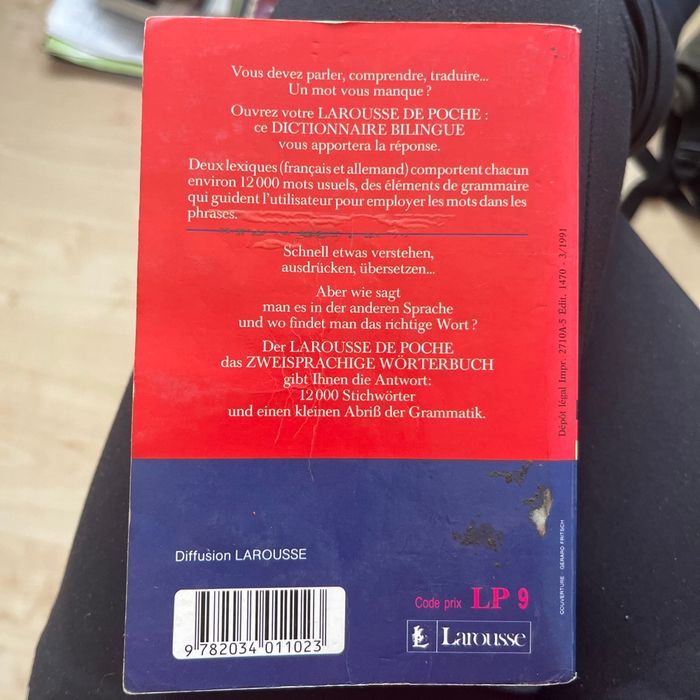 Vous devez parler, comprendre, traduire...
Un mot vous manque ?
Ouvrez votre LAROUSSE DE POCHE :
ce DICTIONNAIRE BILINGUE
vous apportera la réponse.
Deux lexiques (français et allemand) comportent chacun
environ 12 000 mots usuels, des éléments de grammaire
qui guident l'utilisateur pour employer les mots dans les
phrases.
Schnell etwas verstehen,
ausdrücken, übersetzen...
Aber wie sagt
man es in der anderen Sprache
und wo findet man das richtige Wort ?
Der LAROUSSE DE POCHE
das ZWEISPRACHIGE WÖRTERBUCH
gibt Ihnen die Antwort:
12 000 Stichwörter
und einen kleinen Abriß der Grammatik.
Dépôt légal Impr. 2710A-5 Édit. 1470 - 3/1991
COUVERTURE - GERARD FRITSCH
Diffusion LAROUSSE
9 782034 011023
Code prix LP 9
Larousse